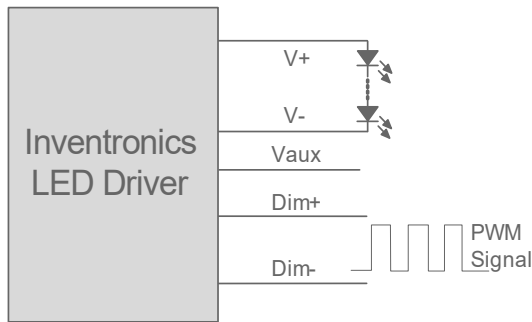 V+
V-
Inventronics
LED Driver
Vaux
Dim+
PWM
Signal
Dim-